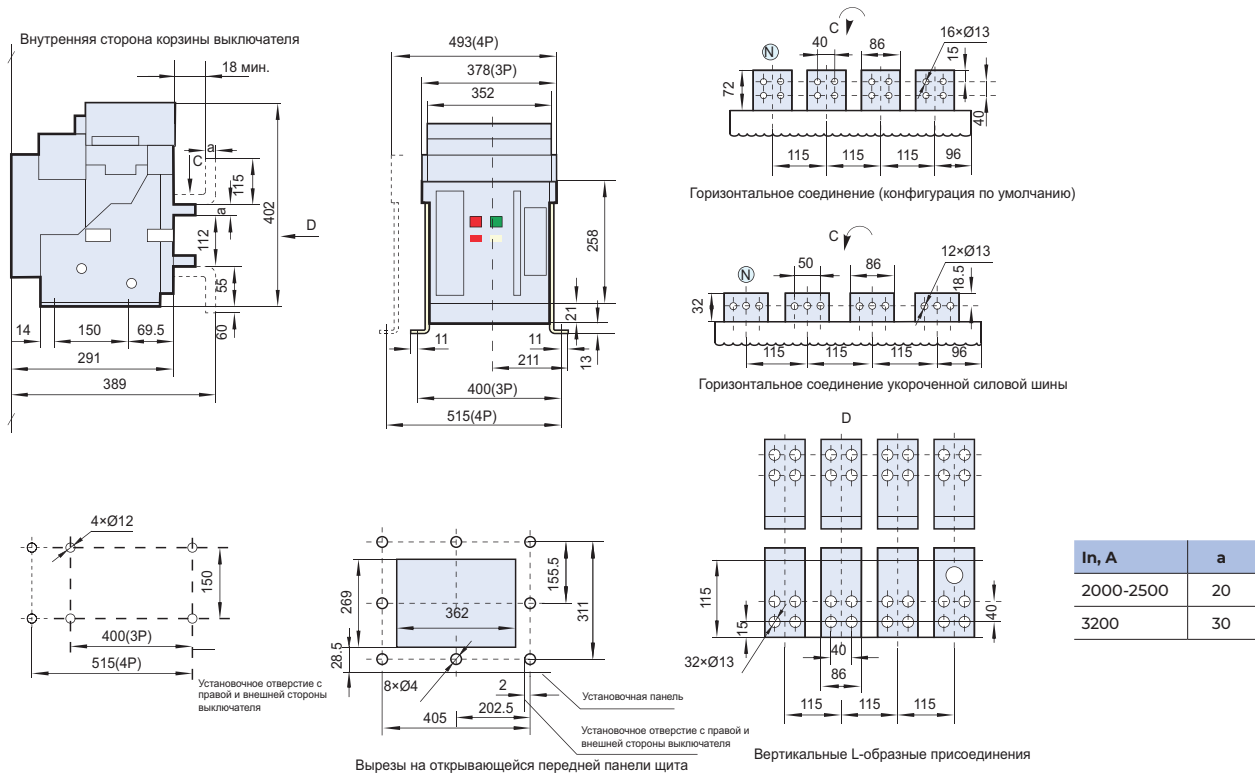 Внутренняя сторона корзины выключателя
18 мин.
a
C
115
a
402
D
112
55
60
14
150
69.5
291
389
493(4P)
378(3P)
352
258
21
11
11
13
211
400(3P)
515(4P)
C
16×Ø13
N
40
86
15
72
40
115
115
115
96
Горизонтальное соединение (конфигурация по умолчанию)
C
12×Ø13
N
50
86
18.5
32
115
115
115
96
Горизонтальное соединение укороченной силовой шины
4×Ø12
150
400(3P)
515(4P)
Установочное отверстие с
правой и внешней стороны
выключателя
269
362
155.5
311
28.5
8×Ø4
2
202.5
405
Установочная панель
Установочное отверстие с правой и
внешней стороны выключателя
Вырезы на открывающейся передней панели щита
D
115
15
40
32×Ø13
40
86
115
115
115
Вертикальные L-образные присоединения
In, A a
2000-2500 20
3200 30